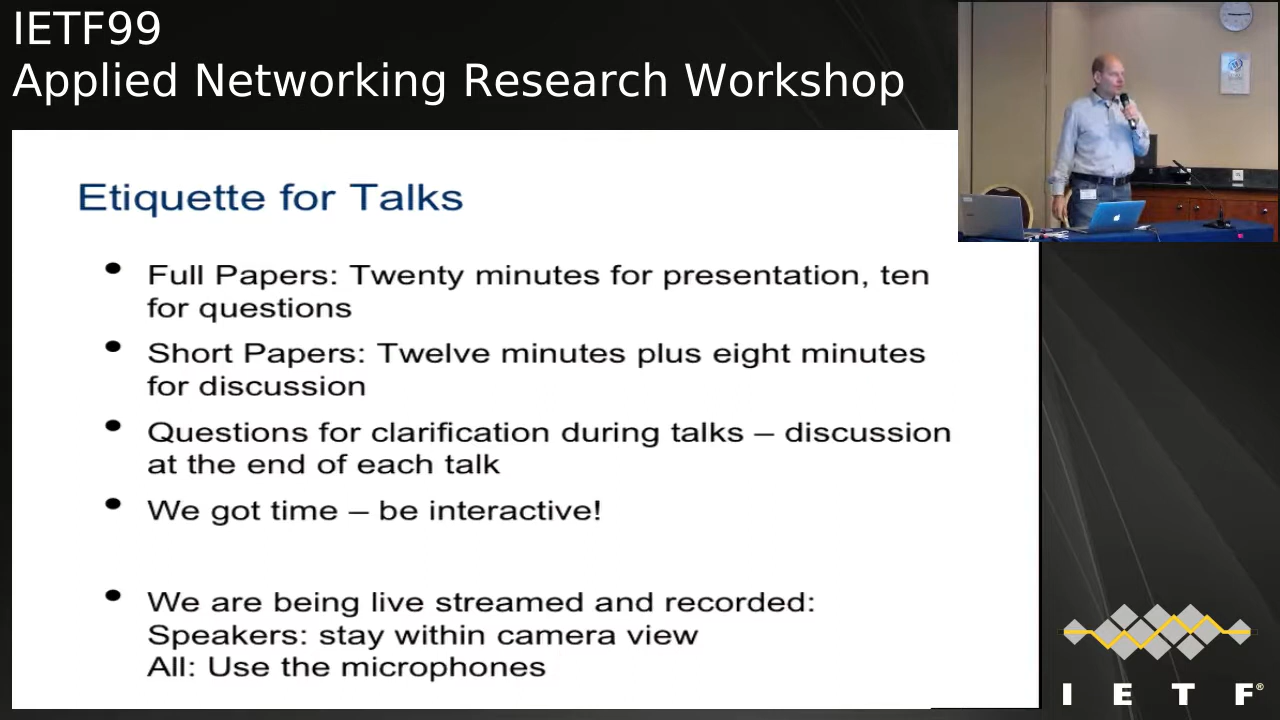 IETF99
Applied Networking Research Workshop
Etiquette for Talks
• Full Papers: Twenty minutes for presentation, ten
for questions
• Short Papers: Twelve minutes plus eight minutes
for discussion
• Questions for clarification during talks – discussion
at the end of each talk
• We got time – be interactive!
• We are being live streamed and recorded:
Speakers: stay within camera view
All: Use the microphones
I E T F®